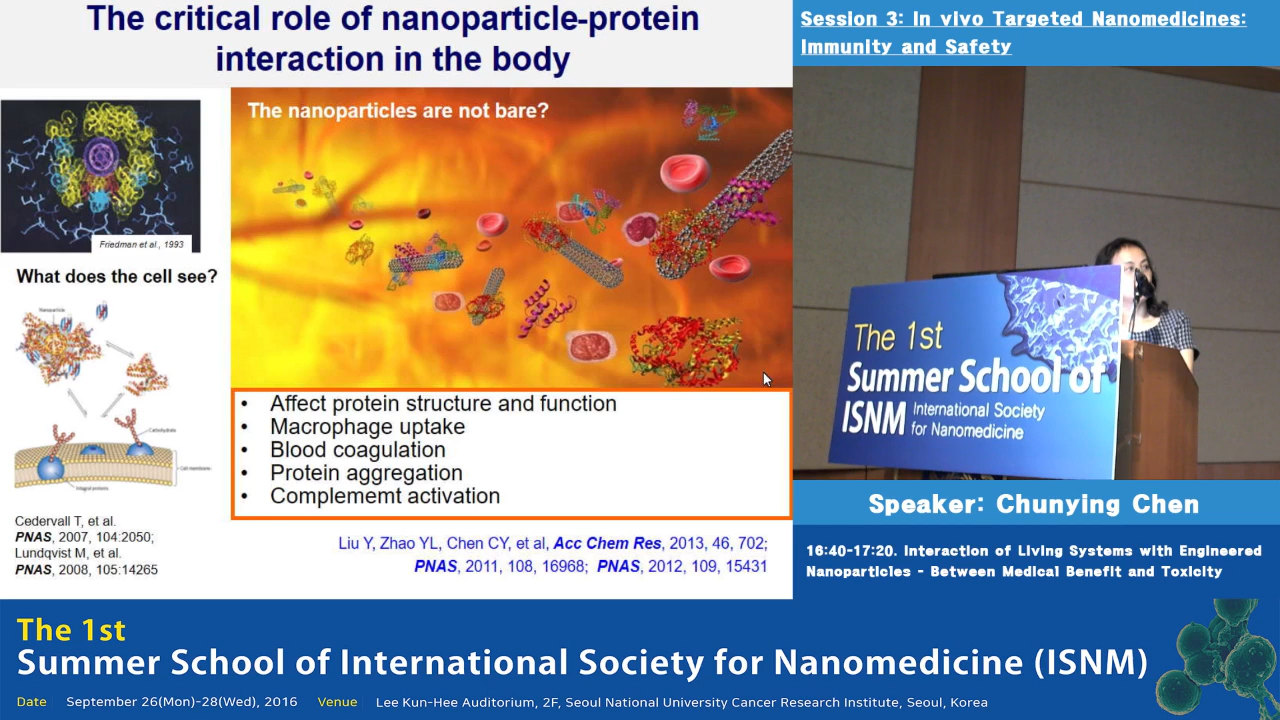 The critical role of nanoparticle-protein
interaction in the body
The nanoparticles are not bare?
Friedman et al., 1993
What does the cell see?
Nanoparticle
Carbohydrate
Cell membrane
Integral proteins
Cedervall T, et al.
PNAS, 2007, 104:2050;
Lundqvist M, et al.
PNAS, 2008, 105:14265
• Affect protein structure and function
• Macrophage uptake
• Blood coagulation
• Protein aggregation
• Complememt activation
Liu Y, Zhao YL, Chen CY, et al, Acc Chem Res, 2013, 46, 702;
PNAS, 2011, 108, 16968; PNAS, 2012, 109, 15431
Session 3: In vivo Targeted Nanomedicines:
Immunity and Safety
The 1st
Summer School of
ISNM International Society
for Nanomedicine
Speaker: Chunying Chen
16:40-17:20. Interaction of Living Systems with Engineered
Nanoparticles - Between Medical Benefit and Toxicity
The 1st
Summer School of International Society for Nanomedicine (ISNM)
Date September 26(Mon)-28(Wed), 2016 Venue Lee Kun-Hee Auditorium, 2F, Seoul National University Cancer Research Institute, Seoul, Korea